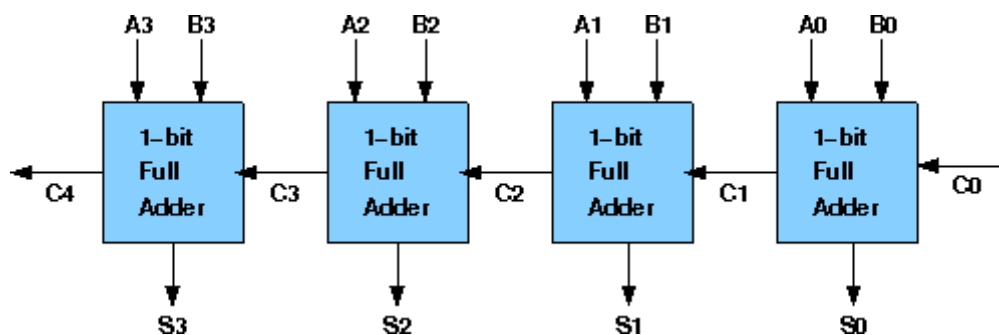 A3 B3 A2 B2 A1 B1 A0 B0
1-bit 1-bit 1-bit 1-bit
Full Full Full Full
Adder Adder Adder Adder
C4 C3 C2 C1 C0
S3 S2 S1 S0